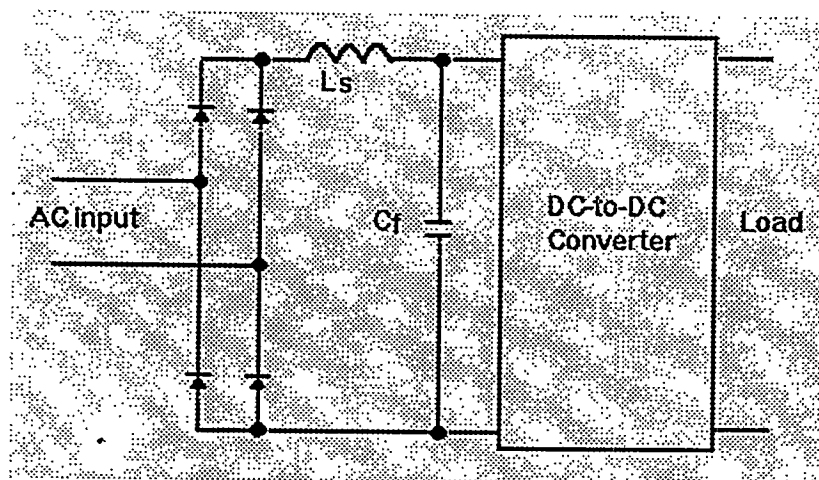 Ls
AC input
Cf
DC-to-DC
Converter
Load